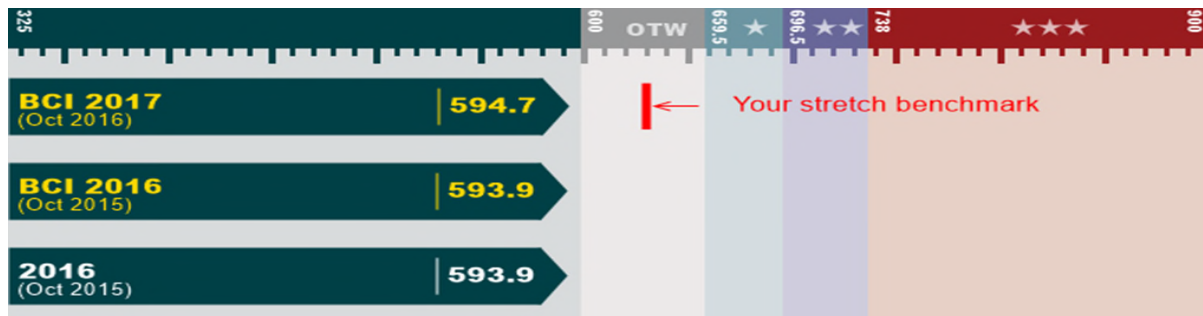 325 600 OTW 659.5 ★ 696.5 ★★ 738 ★★★ 900
BCI 2017 594.7 Your stretch benchmark
(Oct 2016)
BCI 2016 593.9
(Oct 2015)
2016 593.9
(Oct 2015)